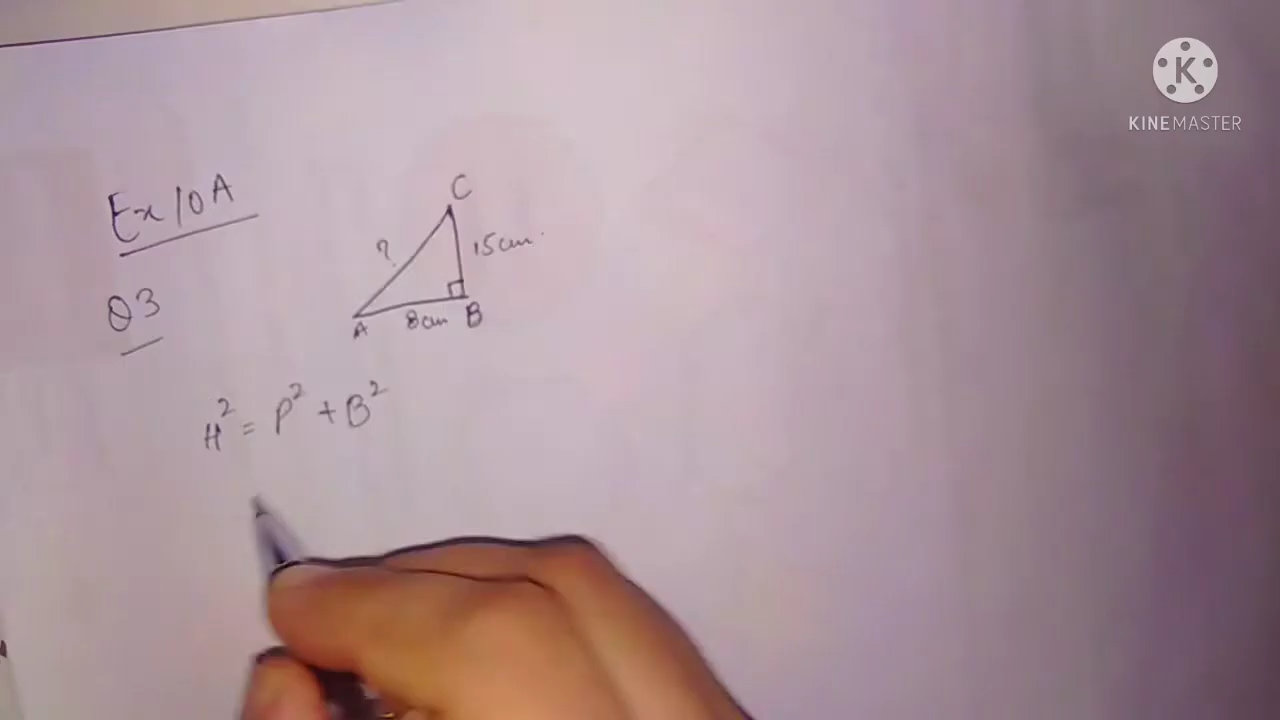 K
KINEMASTER
Ex 10A
C
?
15cm.
Q3
A
8cm
B
H² = P² + B²